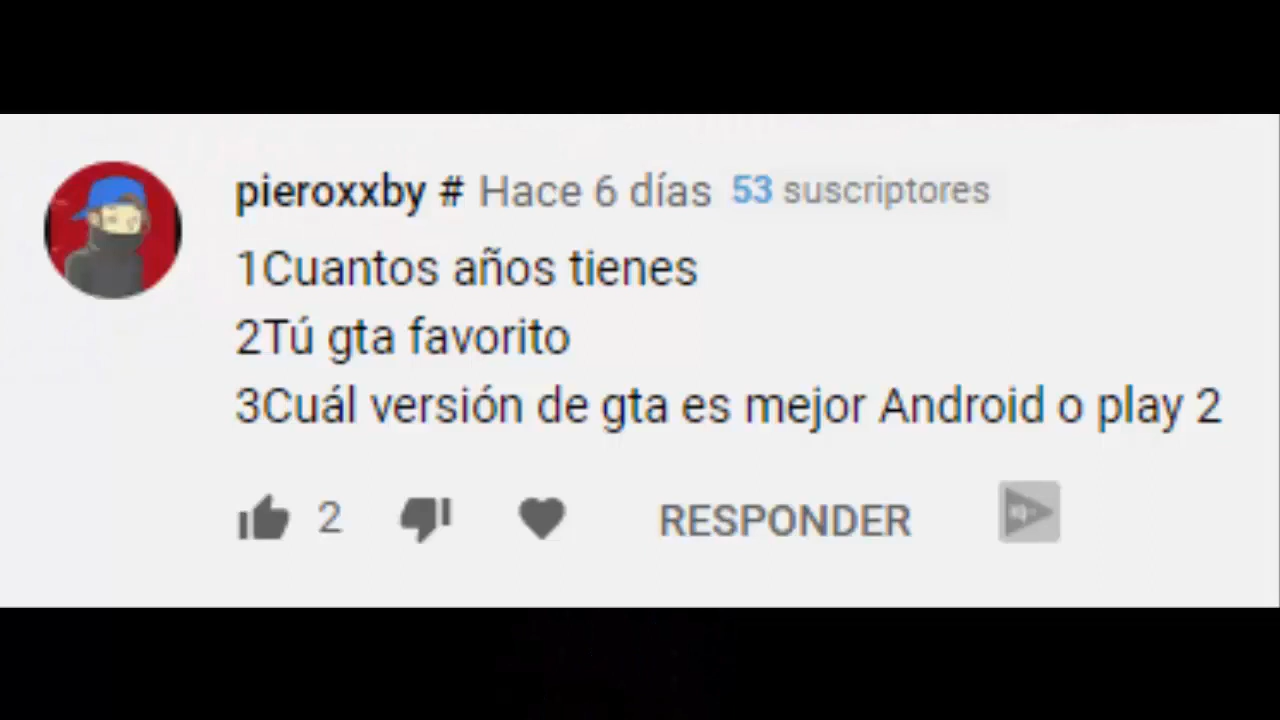 pieroxxby # Hace 6 días 53 suscriptores
1Cuantos años tienes
2Tú gta favorito
3Cuál versión de gta es mejor Android o play 2
2 RESPONDER